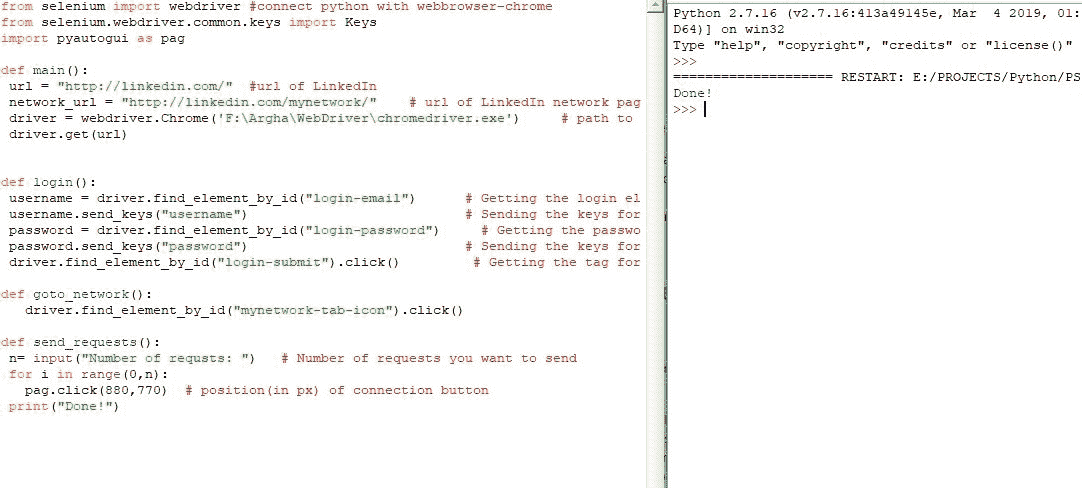 from selenium import webdriver #connect python with webbrowser-chrome
from selenium.webdriver.common.keys import Keys
import pyautogui as pag
def main():
url = "http://linkedin.com/" #url of LinkedIn
network_url = "http://linkedin.com/mynetwork/" # url of LinkedIn network pag
driver = webdriver.Chrome('F:\Argha\WebDriver\chromedriver.exe') # path to
driver.get(url)
def login():
username = driver.find_element_by_id("login-email") # Getting the login el
username.send_keys("username") # Sending the keys for
password = driver.find_element_by_id("login-password") # Getting the passwo
password.send_keys("password") # Sending the keys for
driver.find_element_by_id("login-submit").click() # Getting the tag for
def goto_network():
driver.find_element_by_id("mynetwork-tab-icon").click()
def send_requests():
n= input("Number of requsts: ") # Number of requests you want to send
for i in range(0,n):
pag.click(880,770) # position(in px) of connection button
print("Done!")
Python 2.7.16 (v2.7.16:413a49145e, Mar 4 2019, 01:
D64)] on win32
Type "help", "copyright", "credits" or "license()"
>>>
==================== RESTART: E:/PROJECTS/Python/PS
Done!
>>>